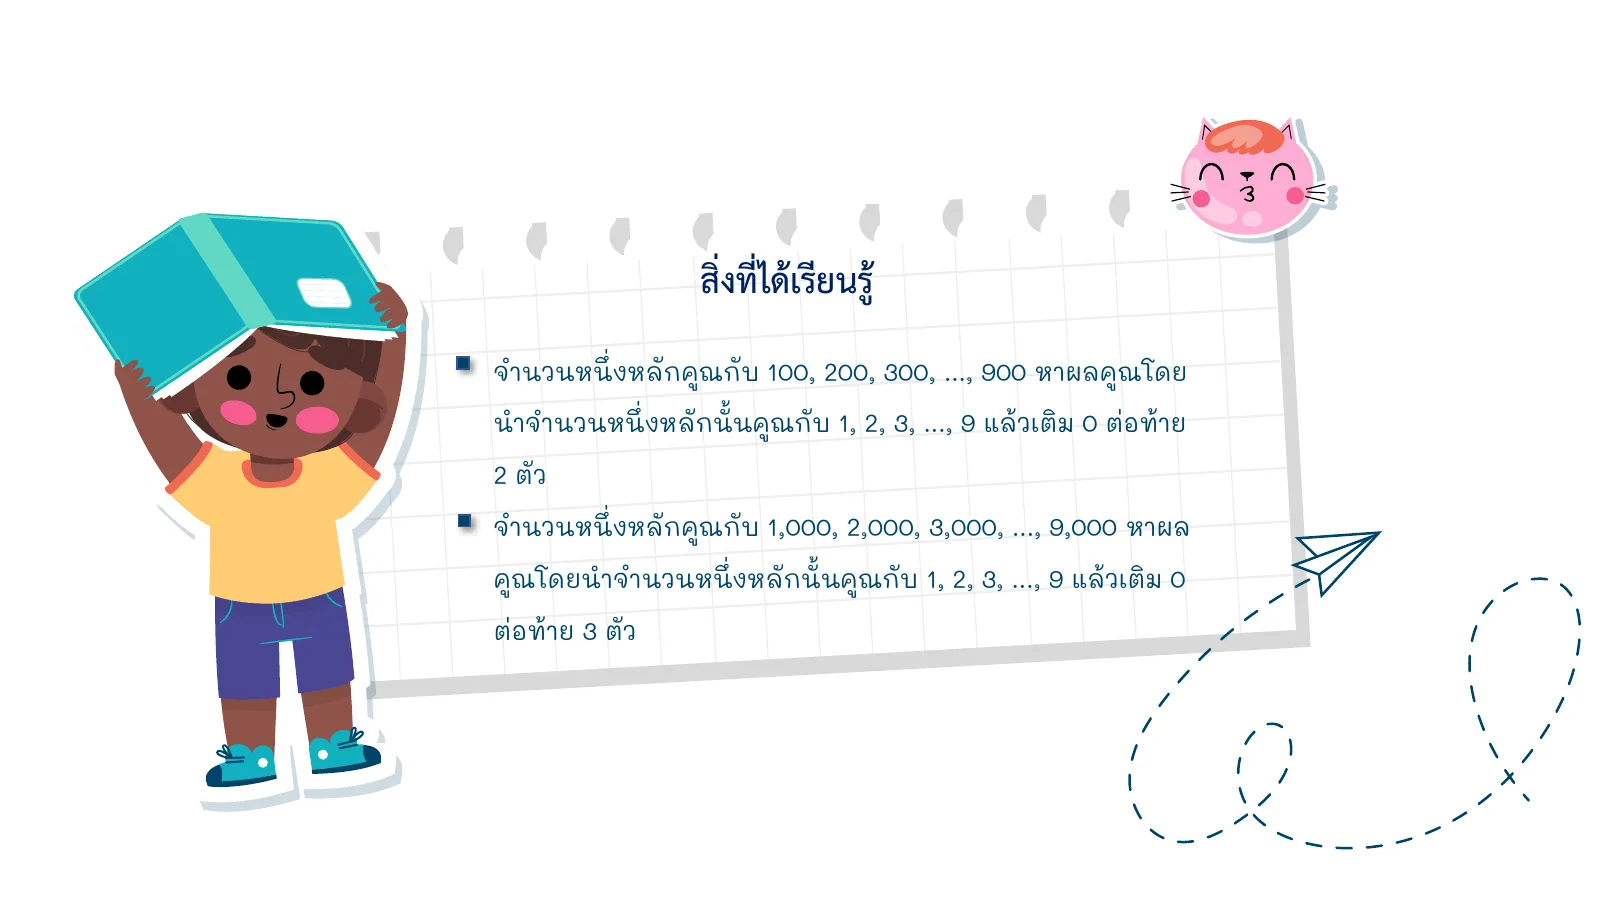 สิ่งที่ได้เรียนรู้
จำนวนหนึ่งหลักคูณกับ 100, 200, 300, ..., 900 หาผลคูณโดย
นำจำนวนหนึ่งหลักนั้นคูณกับ 1, 2, 3, ..., 9 แล้วเติม 0 ต่อท้าย
2 ตัว
จำนวนหนึ่งหลักคูณกับ 1,000, 2,000, 3,000, ..., 9,000 หาผล
คูณโดยนำจำนวนหนึ่งหลักนั้นคูณกับ 1, 2, 3, ..., 9 แล้วเติม 0
ต่อท้าย 3 ตัว